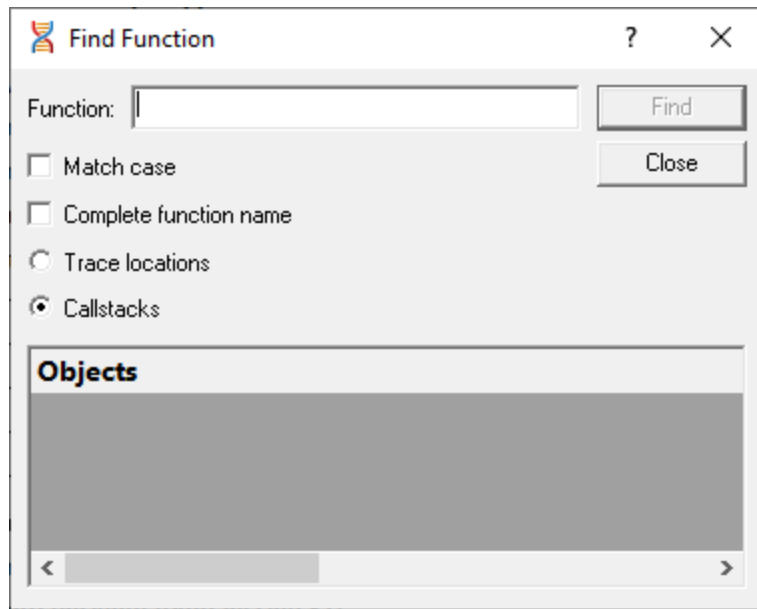 Find Function
Function:
Find
Match case
Close
Complete function name
Trace locations
Callstacks
Objects